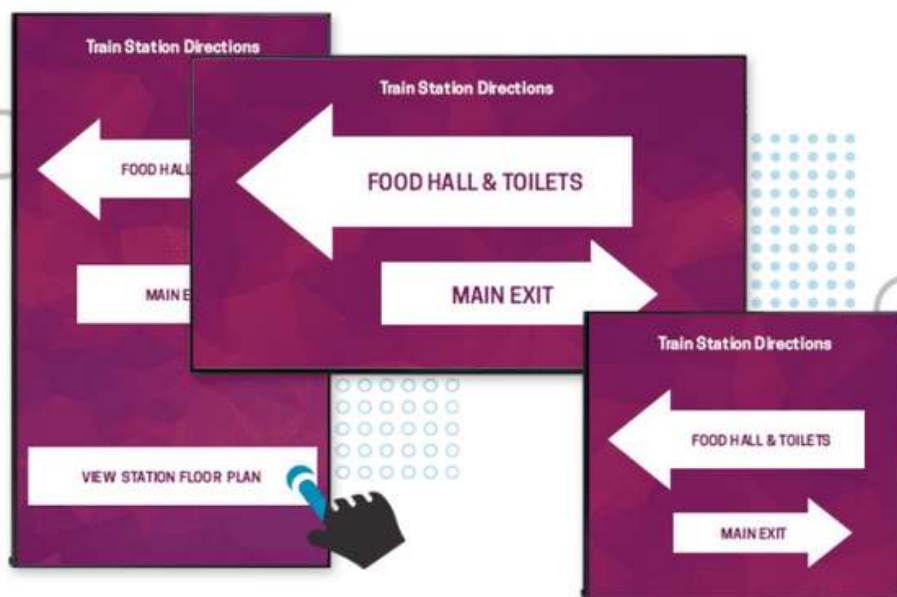 Train Station Directions
FOOD HALL
MAIN E
VIEW STATION FLOOR PLAN
Train Station Directions
FOOD HALL & TOILETS
MAIN EXIT
Train Station Directions
FOOD HALL & TOILETS
MAIN EXIT